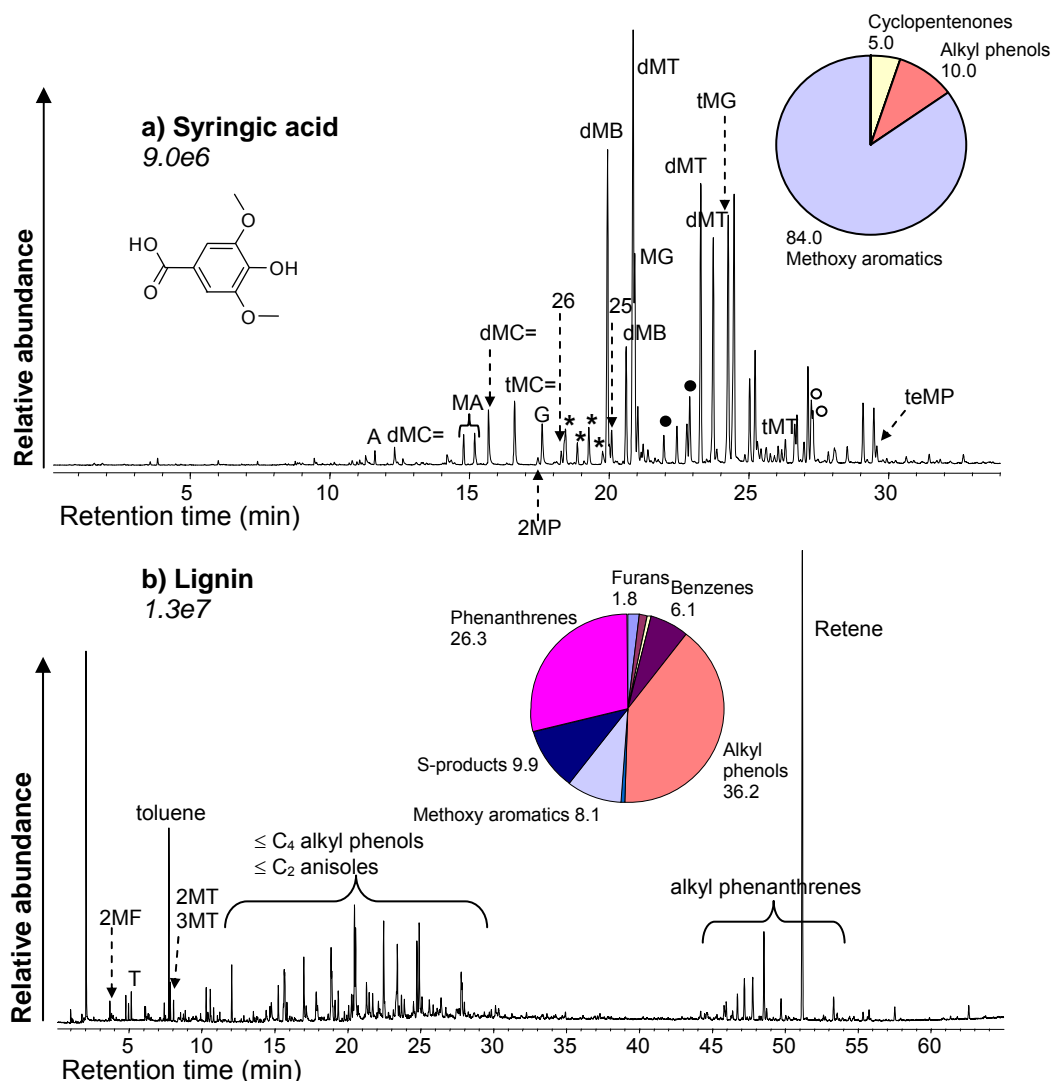 a) Syringic acid
9.0e6
HO
O
O
OH
O
Relative abundance
A
dMC=
MA
dMC=
tMC=
2MP
G
26
*
*
*
*
dMB
25
dMB
dMT
MG
dMT
dMT
tMG
tMT
teMP
Cyclopentenones
5.0
Alkyl phenols
10.0
84.0
Methoxy aromatics
5
10
15
20
25
30
Retention time (min)
b) Lignin
1.3e7
Relative abundance
2MF
T
toluene
2MT
3MT
≤ C₄ alkyl phenols
≤ C₂ anisoles
alkyl phenanthrenes
Retene
Phenanthrenes
26.3
Furans
1.8
Benzenes
6.1
Alkyl
phenols
36.2
S-products 9.9
Methoxy aromatics 8.1
5
10
15
20
25
30
35
40
45
50
55
60
Retention time (min)